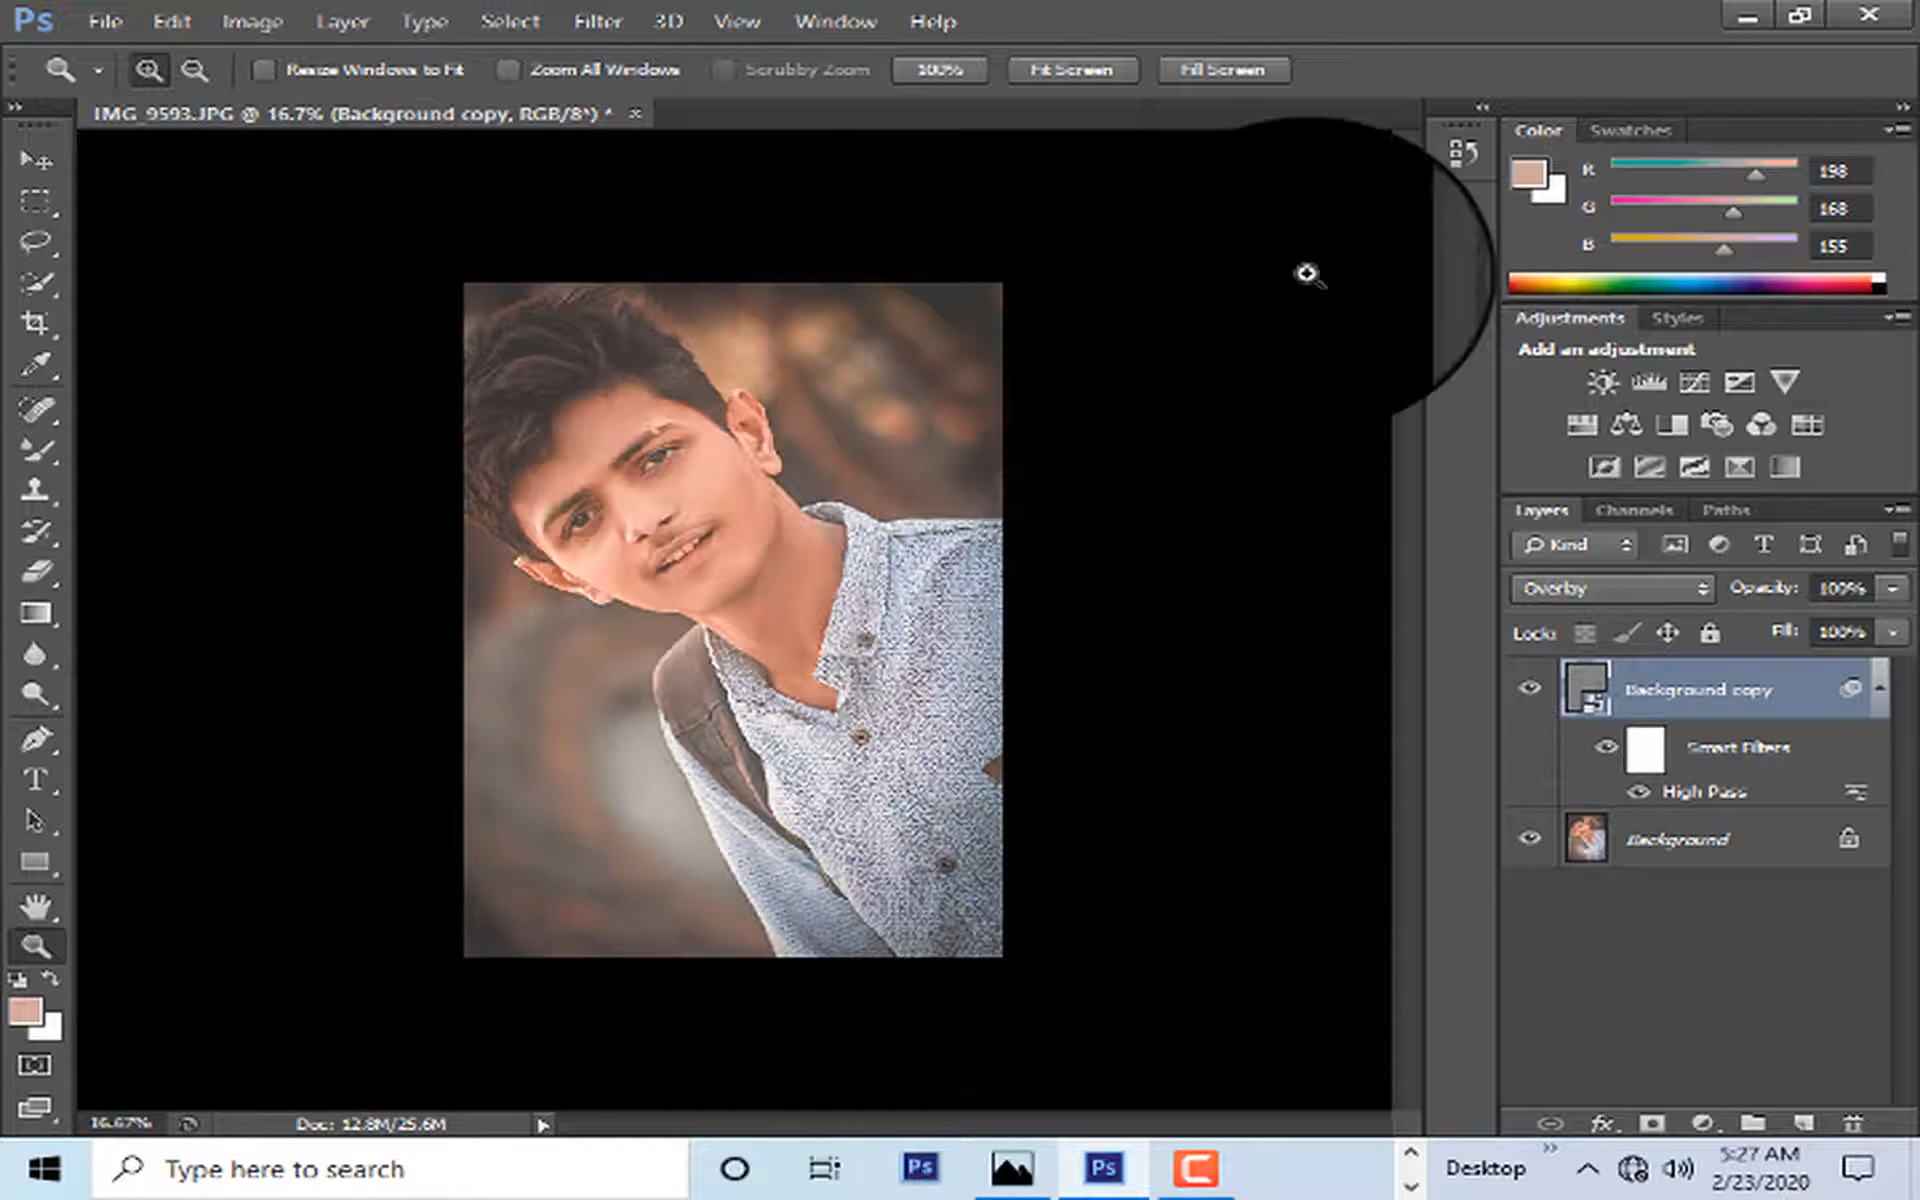 Ps File Edit Image Layer Type Select Filter 3D View Window Help
Resize Windows to Fit Zoom All Windows Scrubby Zoom 100% Fit Screen Fill Screen
IMG_9593.JPG @ 16.7% (Background copy, RGB/8*) * ×
Color Swatches
R 198
G 168
B 155
Adjustments Styles
Add an adjustment
Layers Channels Paths
Kind
Overlay Opacity: 100%
Lock: Fill: 100%
Background copy
Smart Filters
High Pass
Background
T
fx
16.67% Doc: 12.8M/25.6M
Type here to search
Ps
Ps
Desktop
5:27 AM
2/23/2020